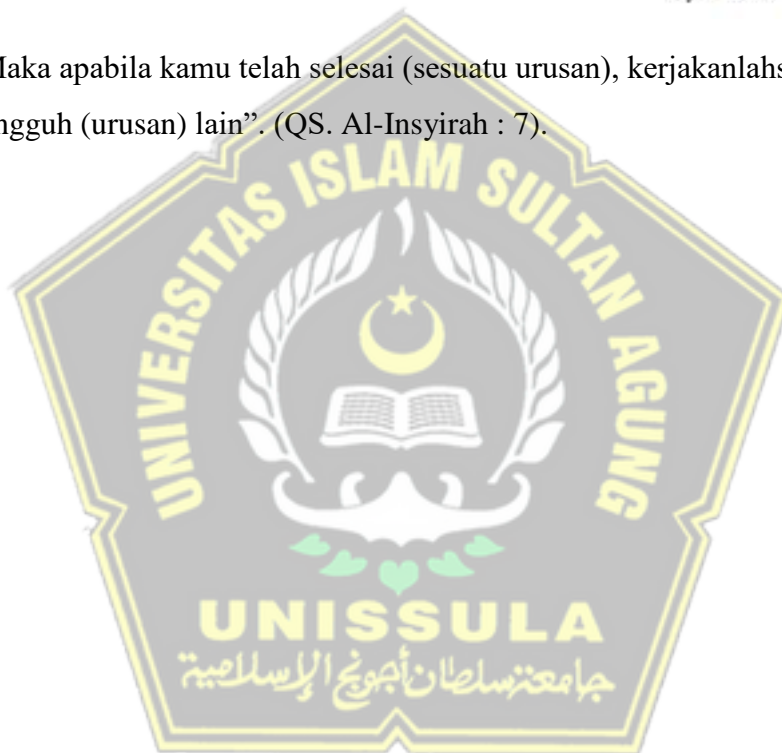 Maka apabila kamu telah selesai (sesuatu urusan), kerjakanlahs
ngguh (urusan) lain”. (QS. Al-Insyirah : 7).
UNIVERSITAS ISLAM SULTAN AGUNG
UNISSULA
جامعة سلطان أجونج الإسلامية